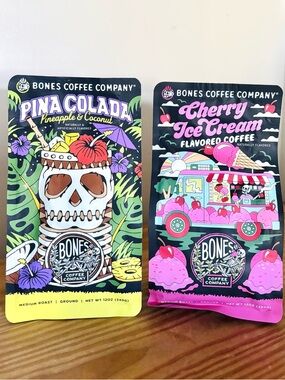 BONES COFFEE COMPANY
PINA COLADA
Pineapple & Coconut
NATURALLY &
ARTIFICIALLY FLAVORED
BONES
COFFEE
COMPANY
MEDIUM ROAST | GROUND | NET WT 12OZ (340G)
BONES COFFEE COMPANY
Cherry
Ice Cream
FLAVORED COFFEE
NATURALLY FLAVORED
BONES
COFFEE
COMPANY